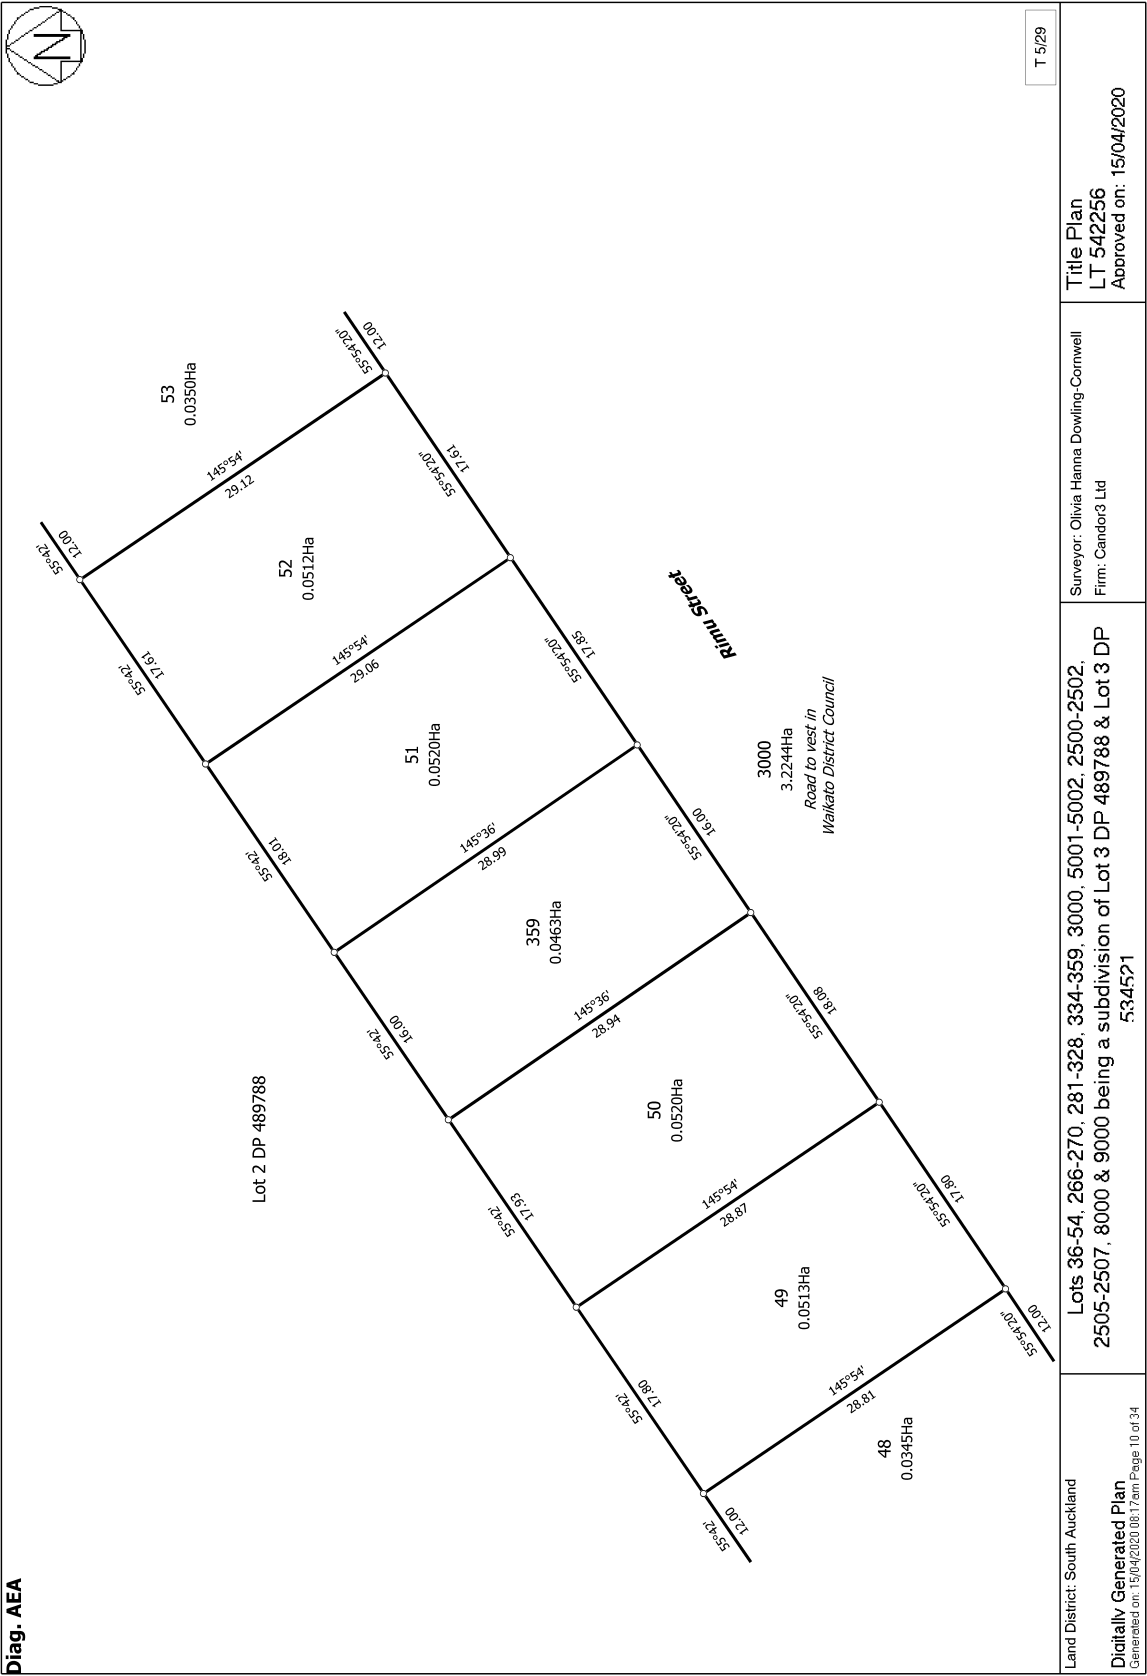 Diag. AEA
N
53
0.0350Ha
55°42'
12.00
55°54'20"
12.00
145°54'
29.12
52
0.0512Ha
55°42'
17.61
55°54'20"
17.61
145°54'
29.06
51
0.0520Ha
55°42'
18.01
55°54'20"
17.85
145°36'
28.99
359
0.0463Ha
55°42'
16.00
55°54'20"
16.00
145°36'
28.94
50
0.0520Ha
55°42'
17.93
55°54'20"
18.08
145°54'
28.87
49
0.0513Ha
55°42'
17.80
55°54'20"
17.80
145°54'
28.81
48
0.0345Ha
55°42'
12.00
55°54'20"
12.00
Lot 2 DP 489788
Rimu Street
3000
3.2244Ha
Road to vest in
Waikato District Council
T 5/29
Land District: South Auckland
Digitally Generated Plan
Generated on: 15/04/2020 08:17am Page 10 of 34
Lots 36-54, 266-270, 281-328, 334-359, 3000, 5001-5002, 2500-2502,
2505-2507, 8000 & 9000 being a subdivision of Lot 3 DP 489788 & Lot 3 DP
534521
Surveyor: Olivia Hanna Dowling-Cornwell
Firm: Candor3 Ltd
Title Plan
LT 542256
Approved on: 15/04/2020